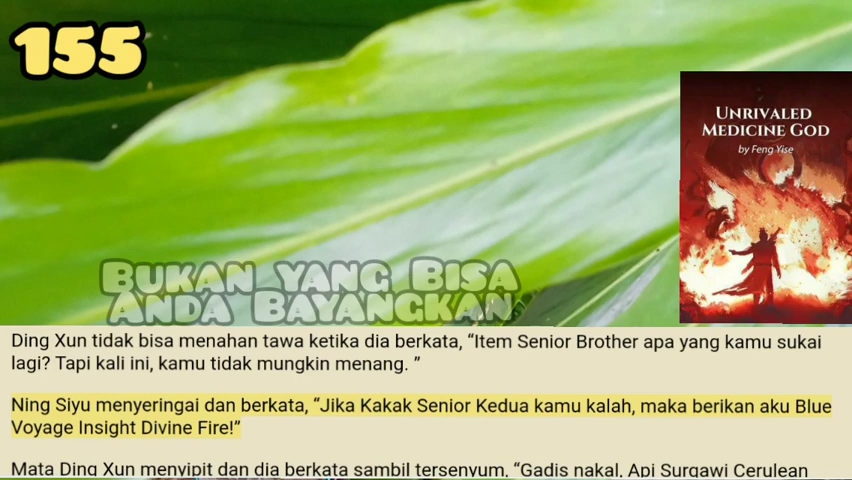 155
UNRIVALED
MEDICINE GOD
by Feng Yise
BUKAN YANG BISA
ANDA BAYANGKAN
Ding Xun tidak bisa menahan tawa ketika dia berkata, “Item Senior Brother apa yang kamu sukai
lagi? Tapi kali ini, kamu tidak mungkin menang. ”
Ning Siyu menyeringai dan berkata, “Jika Kakak Senior Kedua kamu kalah, maka berikan aku Blue
Voyage Insight Divine Fire!”
Mata Ding Xun menyipit dan dia berkata sambil tersenyum, “Gadis nakal, Api Surgawi Cerulean